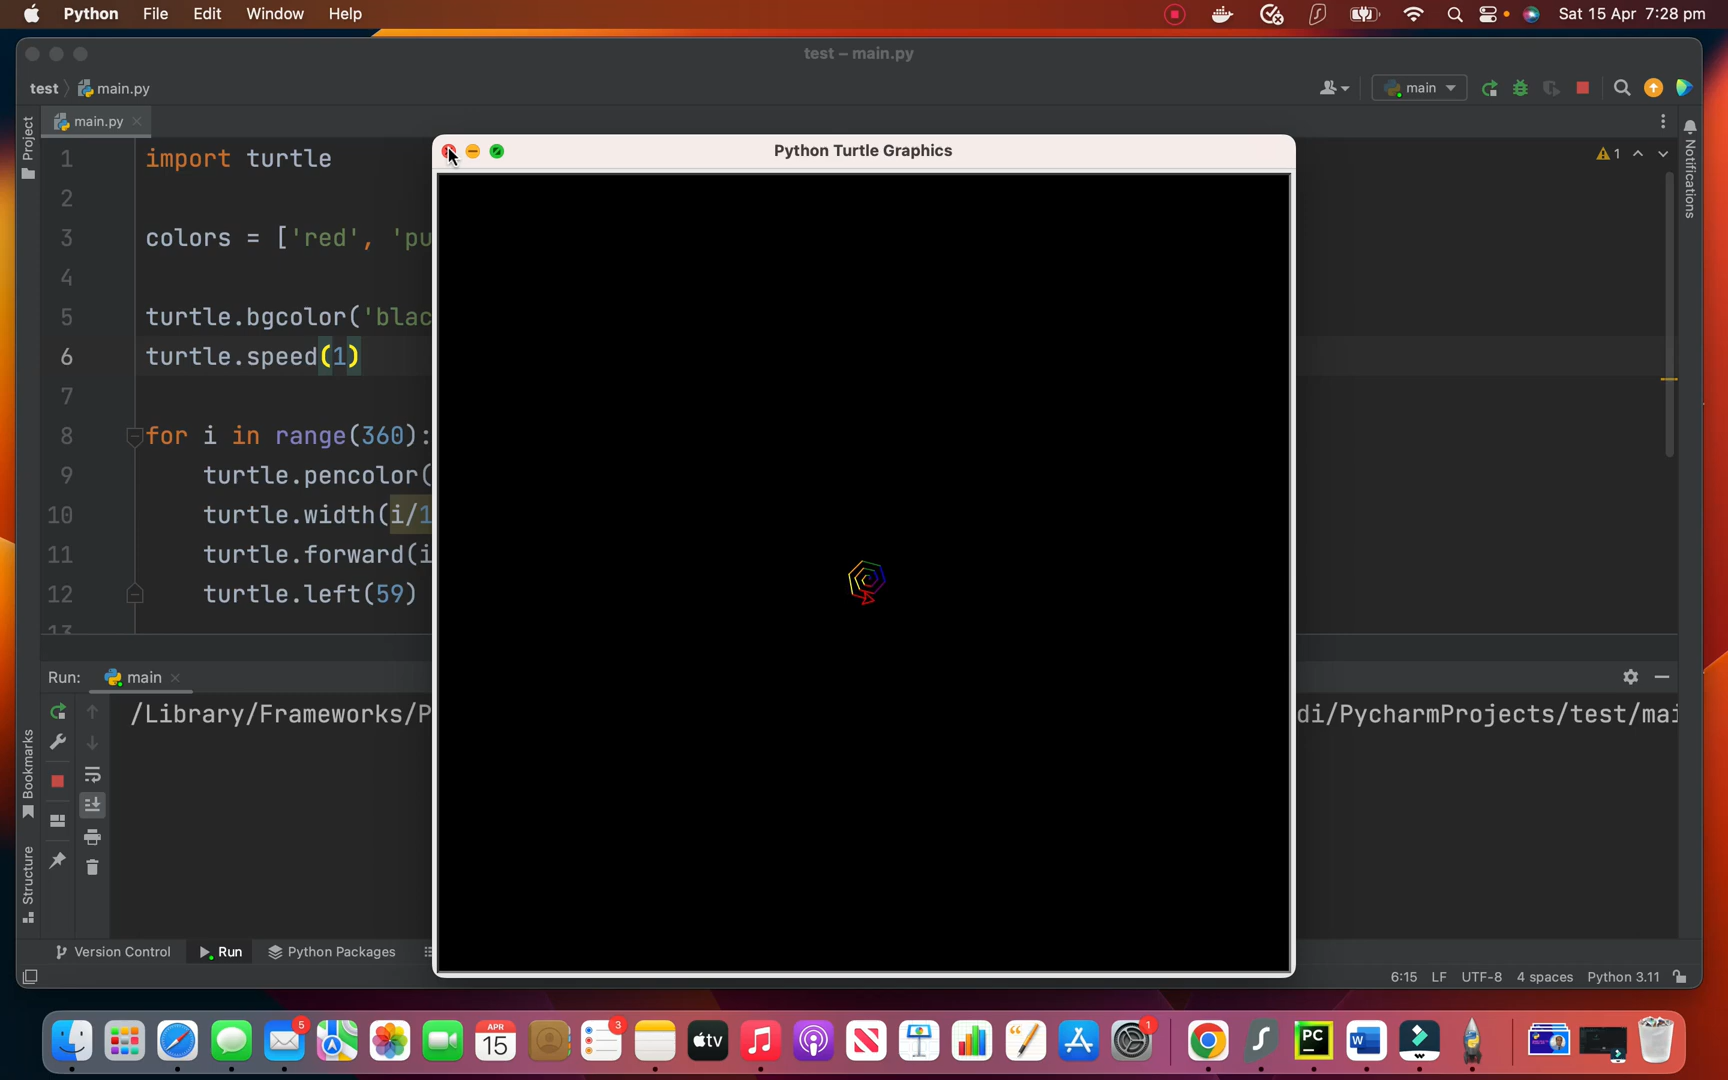 Python File Edit Window Help
Sat 15 Apr 7:28 pm
test – main.py
test main.py
main
main.py
Project
Notifications
Python Turtle Graphics
1
1 import turtle
2
3 colors = ['red', 'pu
4
5 turtle.bgcolor('blac
6 turtle.speed(1)
7
8 for i in range(360):
9 turtle.pencolor(
10 turtle.width(i/1
11 turtle.forward(i
12 turtle.left(59)
13
Run: main
/Library/Frameworks/P
di/PycharmProjects/test/mai
Bookmarks
Structure
Version Control Run Python Packages
6:15 LF UTF-8 4 spaces Python 3.11
5
APR
15
3
tv
1
PC
W